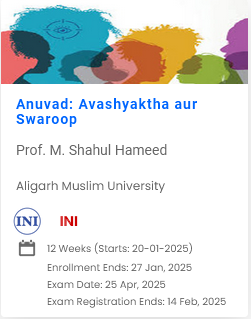 Anuvad: Avashyaktha aur
Swaroop
Prof. M. Shahul Hameed
Aligarh Muslim University
INI INI
12 Weeks (Starts: 20-01-2025)
Enrollment Ends: 27 Jan, 2025
Exam Date: 25 Apr, 2025
Exam Registration Ends: 14 Feb, 2025